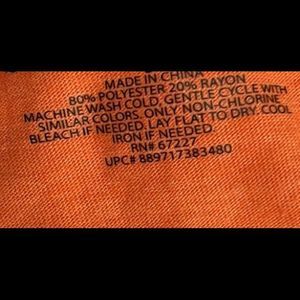 MADE IN CHINA
80% POLYESTER 20% RAYON
MACHINE WASH COLD, GENTLE CYCLE WITH
SIMILAR COLORS. ONLY NON-CHLORINE
BLEACH IF NEEDED. LAY FLAT TO DRY. COOL
IRON IF NEEDED.
RN# 67227
UPC# 889717383480